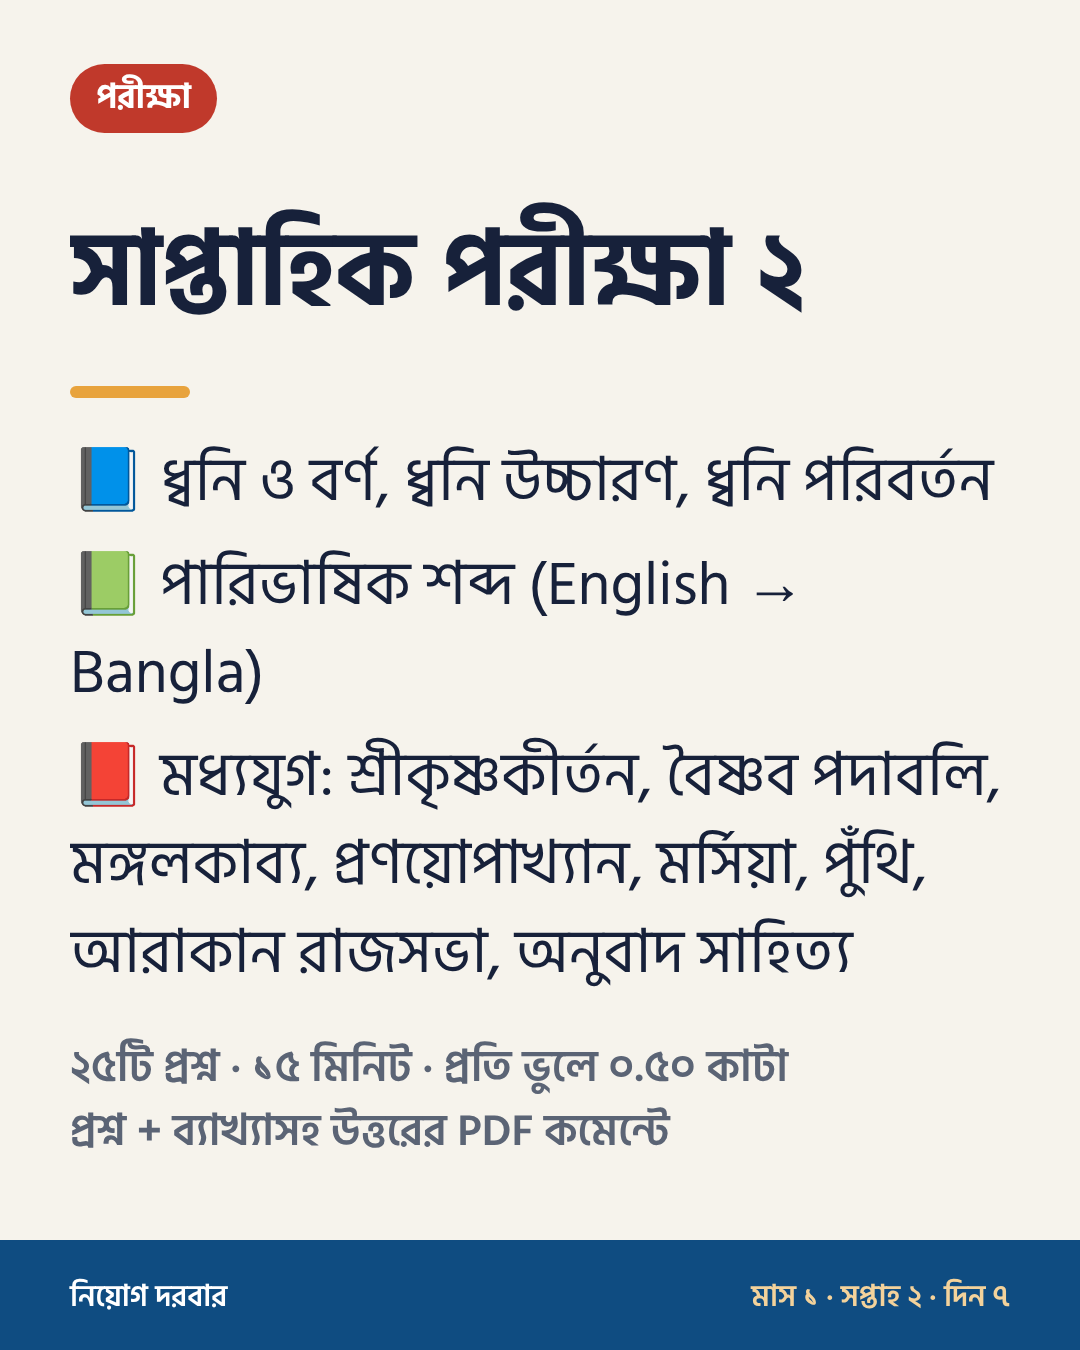 পরীক্ষা
সাপ্তাহিক পরীক্ষা ২
📘 ধ্বনি ও বর্ণ, ধ্বনি উচ্চারণ, ধ্বনি পরিবর্তন
📗 পারিভাষিক শব্দ (English →
Bangla)
📕 মধ্যযুগ: শ্রীকৃষ্ণকীর্তন, বৈষ্ণব পদাবলি,
মঙ্গলকাব্য, প্রণয়োপাখ্যান, মর্সিয়া, পুঁথি,
আরাকান রাজসভা, অনুবাদ সাহিত্য
২৫টি প্রশ্ন · ১৫ মিনিট · প্রতি ভুলে ০.৫০ কাটা
প্রশ্ন + ব্যাখ্যাসহ উত্তরের PDF কমেন্টে
নিয়োগ দরবার
মাস ১ · সপ্তাহ ২ · দিন ৭